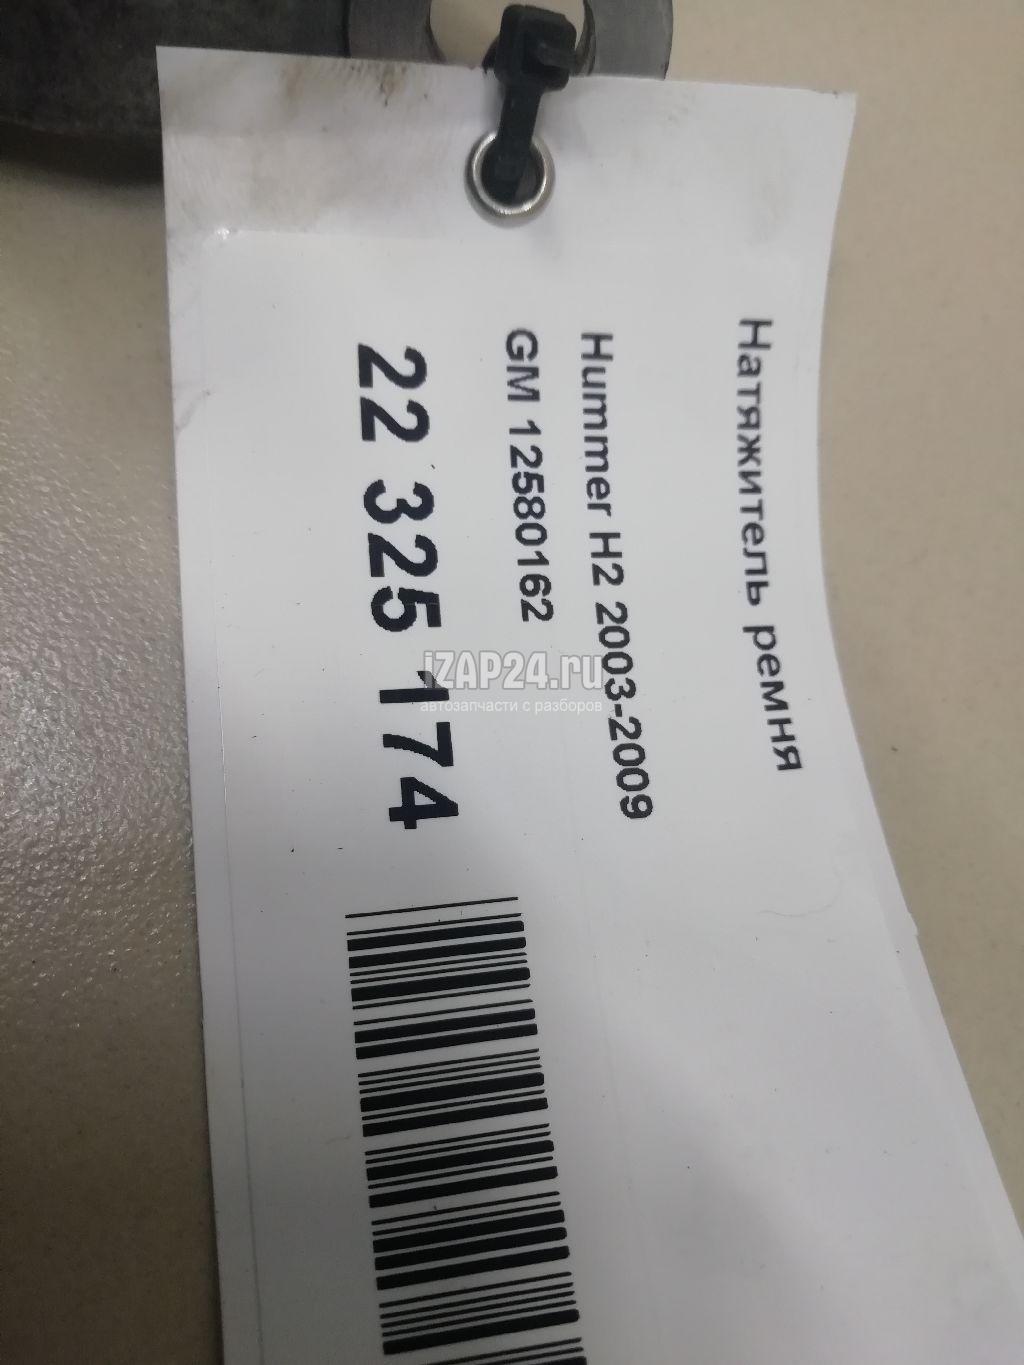 Натяжитель ремня
Hummer H2 2003-2009
GM 12580162
22 325 174
iZAP24.ru
автозапчасти с разборов